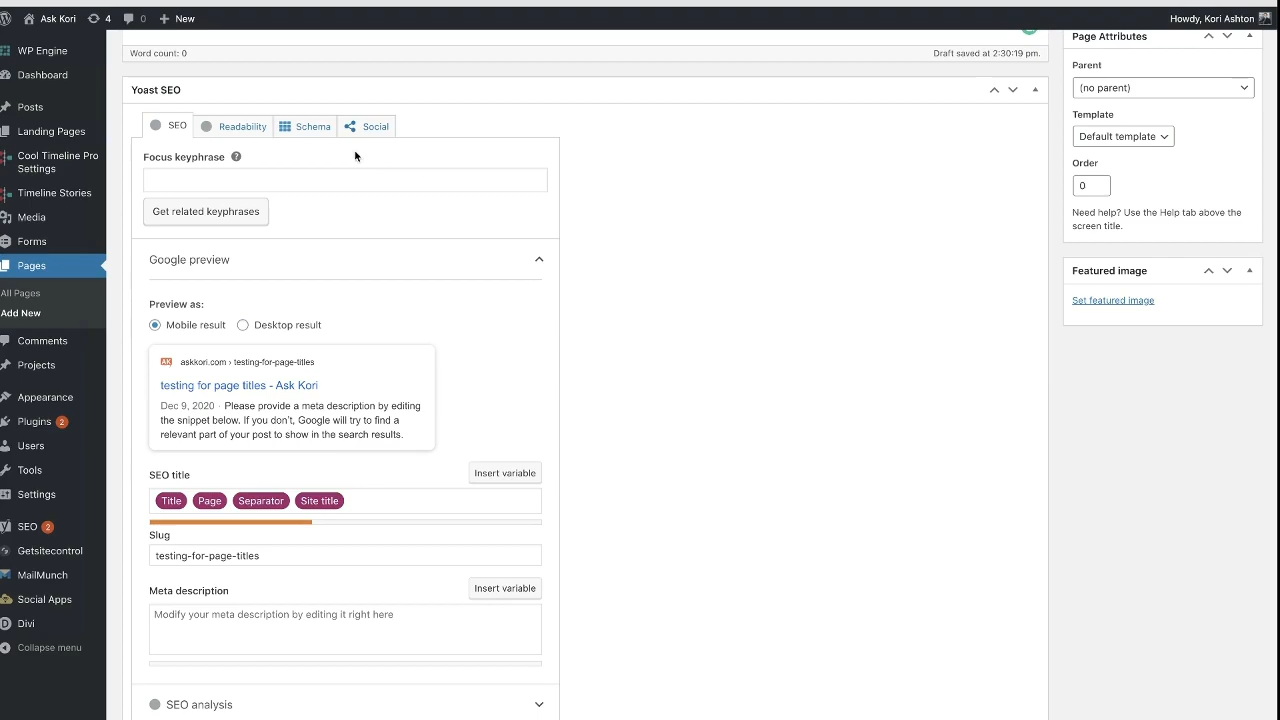 Ask Kori
4
0
New
Howdy, Kori Ashton
WP Engine
Dashboard
Posts
Landing Pages
Cool Timeline Pro
Settings
Timeline Stories
Media
Forms
Pages
All Pages
Add New
Comments
Projects
Appearance
Plugins 2
Users
Tools
Settings
SEO 2
Getsitecontrol
MailMunch
Social Apps
Divi
Collapse menu
Word count: 0
Draft saved at 2:30:19 pm.
Yoast SEO
SEO
Readability
Schema
Social
Focus keyphrase ?
Get related keyphrases
Google preview
Preview as:
Mobile result
Desktop result
AK askkori.com › testing-for-page-titles
testing for page titles - Ask Kori
Dec 9, 2020 · Please provide a meta description by editing
the snippet below. If you don't, Google will try to find a
relevant part of your post to show in the search results.
SEO title
Insert variable
Title
Page
Separator
Site title
Slug
testing-for-page-titles
Meta description
Insert variable
Modify your meta description by editing it right here
SEO analysis
Page Attributes
Parent
(no parent)
Template
Default template
Order
0
Need help? Use the Help tab above the
screen title.
Featured image
Set featured image